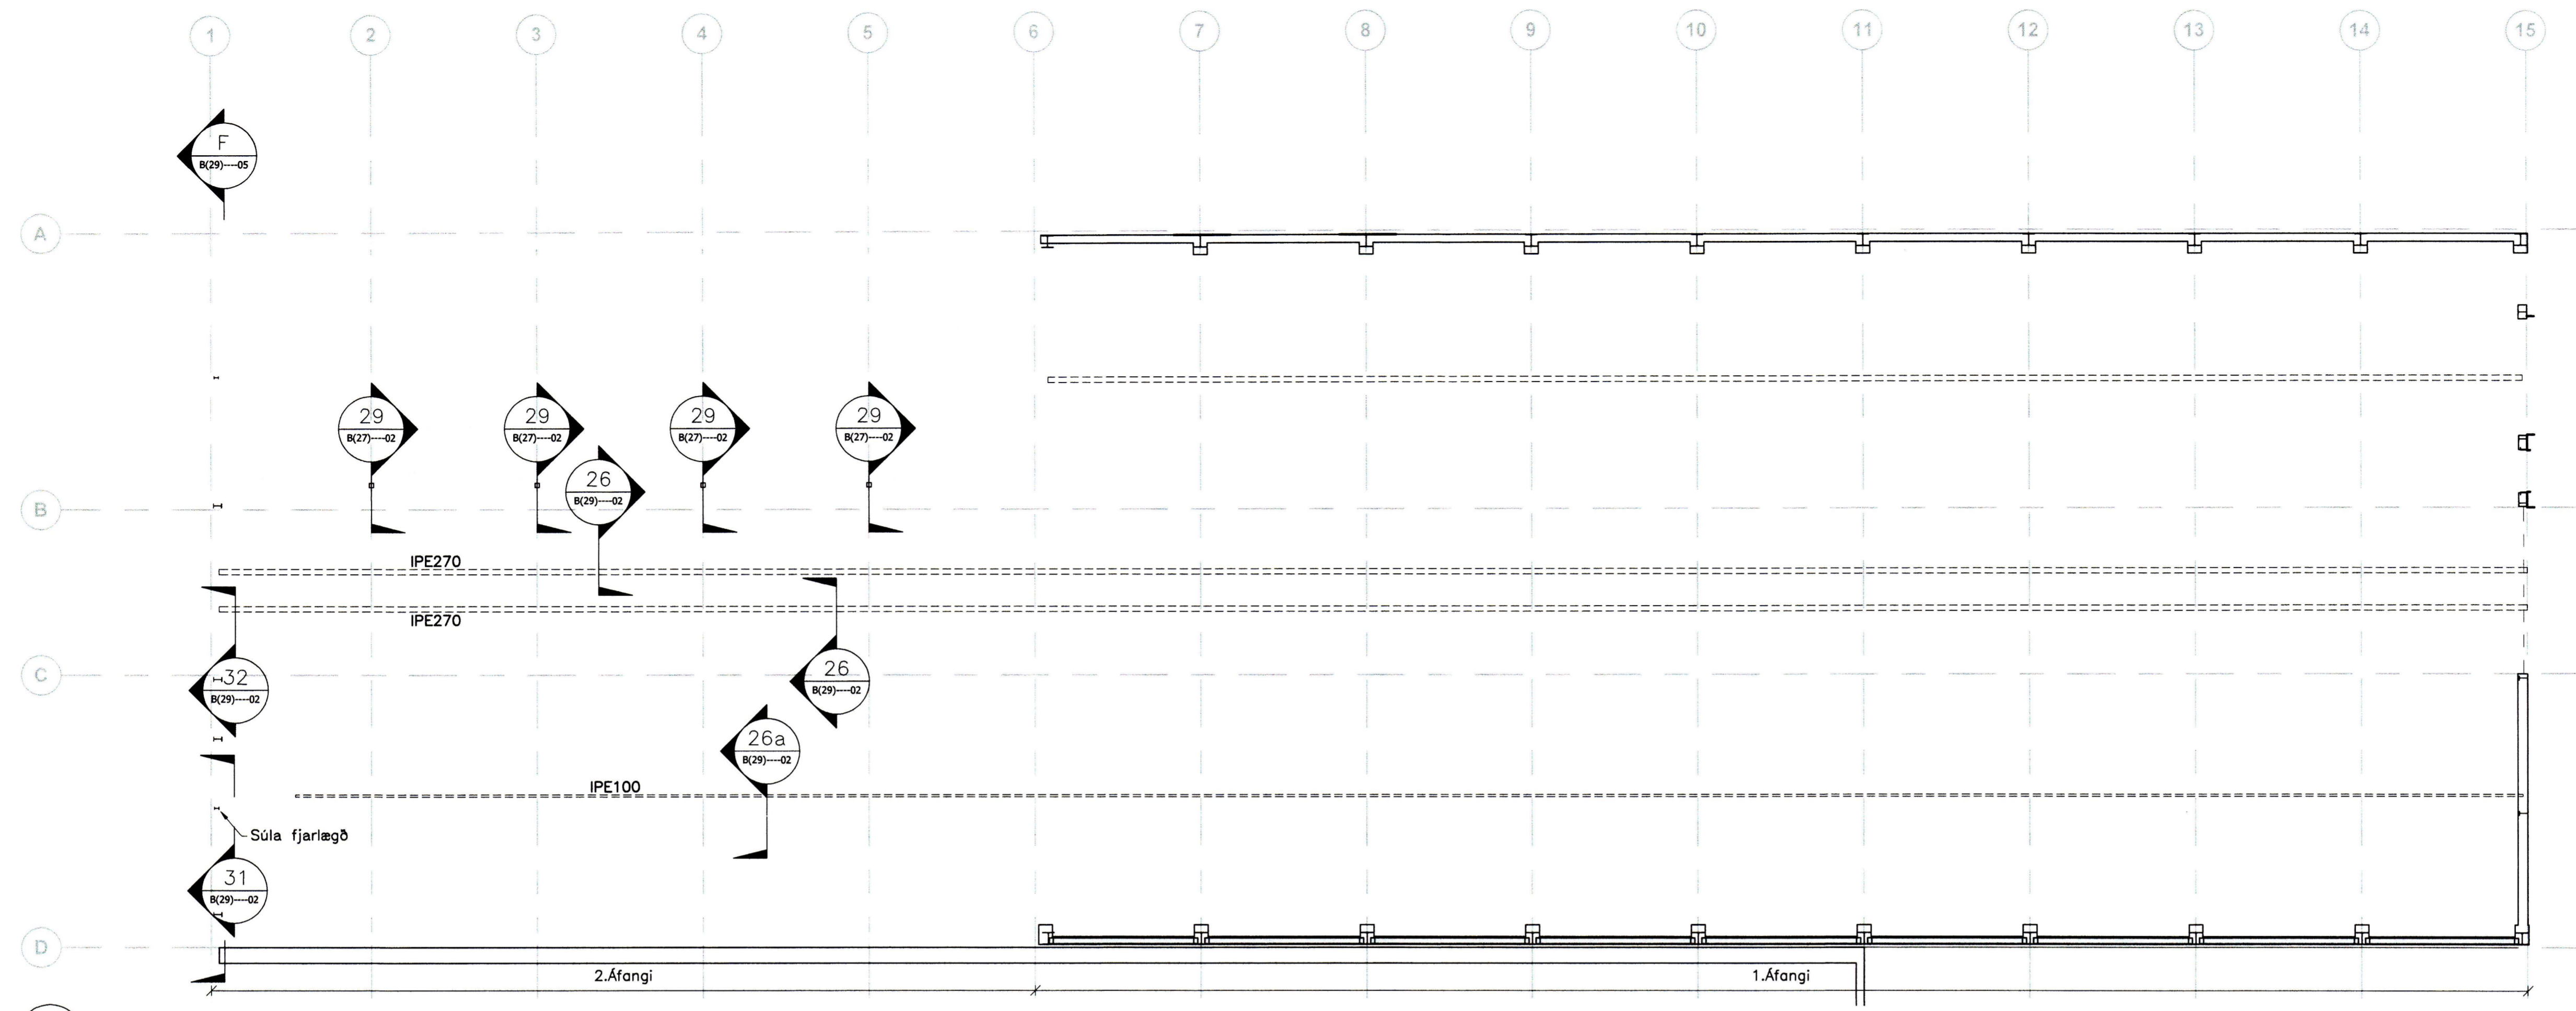 1 2 3 4 5 6 7 8 9 10 11 12 13 14 15
F
B(29)----05
A
29 29 29 29
B(27)----02 B(27)----02 B(27)----02 B(27)----02
26
B(29)----02
B
IPE270
IPE270
C
32
B(29)----02
26
B(29)----02
26a
B(29)----02
IPE100
Súla fjarlægð
31
B(29)----02
D
2.Áfangi 1.Áfangi